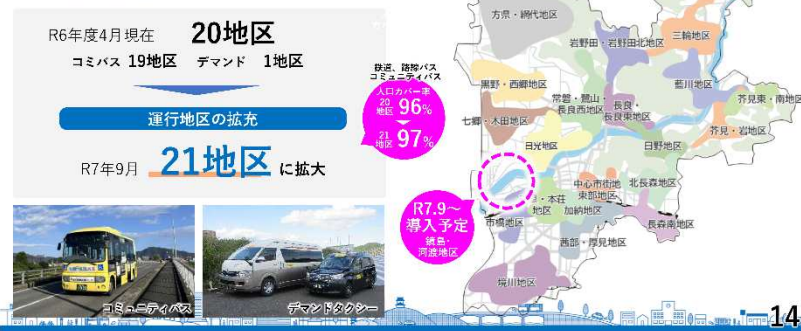 R6年度4月現在 20地区
コミバス 19地区 デマンド 1地区
運行地区の拡充
R7年9月 21地区 に拡大
鉄道、路線バス
コミュニティバス
人口カバー率
20地区 96%
21地区 97%
コミュニティバス
デマンドタクシー
方県・網代地区
岩野田・岩野田北地区
三輪地区
黒野・西郷地区
常磐・鷺山・
長良西地区
長良・
長良東地区
藍川地区
芥見東・南地区
七郷・木田地区
芥見・岩地区
日光地区
日野地区
R7.9~
導入予定
鏡島・
河渡地区
・本荘
地区
中心市街地
東部地区
北長森地区
市橋地区
加納地区
長森南地区
茜部・厚見地区
境川地区
14